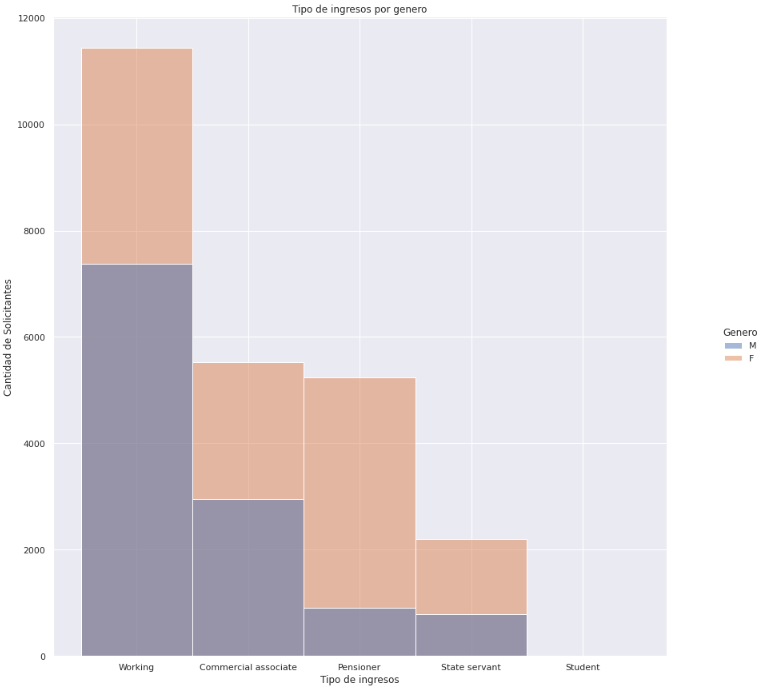 Tipo de ingresos por genero
12000
10000
8000
6000
4000
2000
0
Cantidad de Solicitantes
Working
Commercial associate
Pensioner
State servant
Student
Tipo de ingresos
Genero
M
F